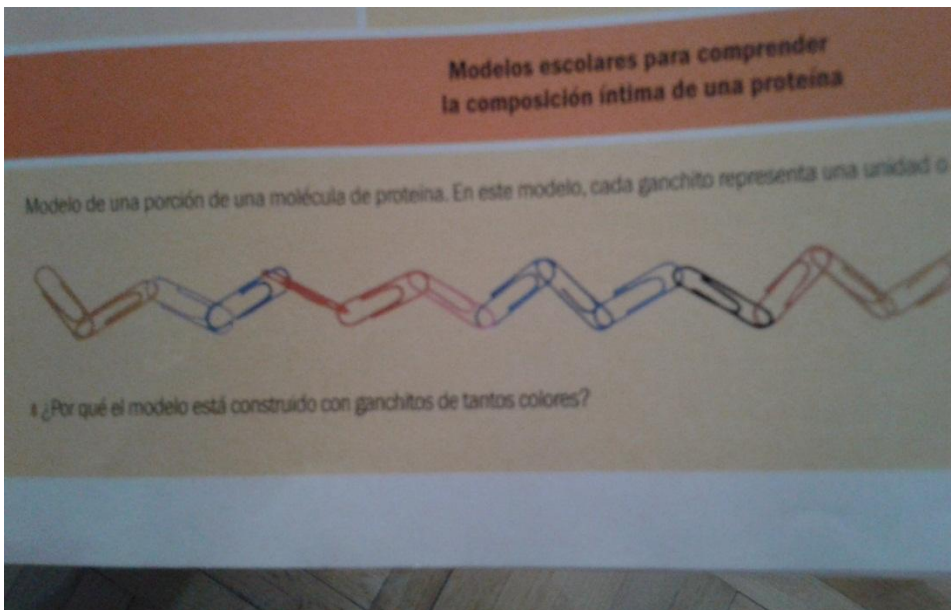 Modelos escolares para comprender
la composición íntima de una proteína
Modelo de una porción de una molécula de proteína. En este modelo, cada ganchito representa una unidad o
¿Por qué el modelo está construido con ganchitos de tantos colores?